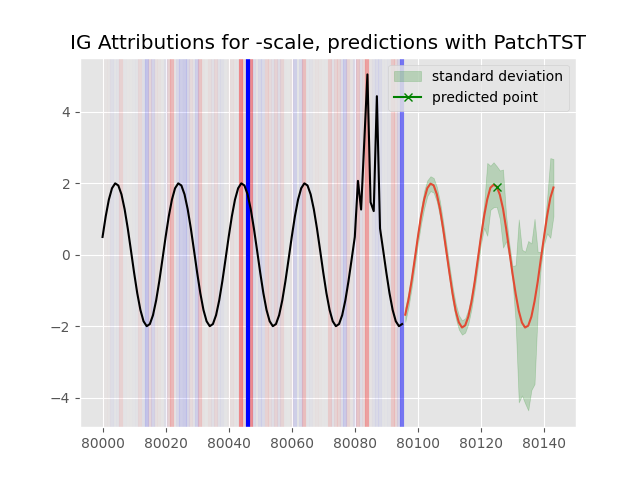 IG Attributions for -scale, predictions with PatchTST
standard deviation
predicted point
4
2
0
−2
−4
80000 80020 80040 80060 80080 80100 80120 80140